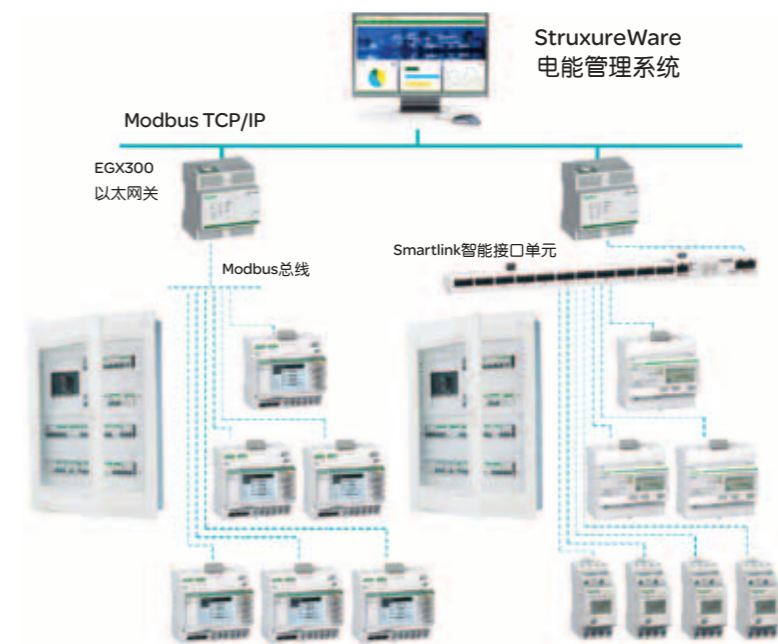 StruxureWare
电能管理系统
Modbus TCP/IP
EGX300
以太网关
Smartlink智能接口单元
Modbus总线